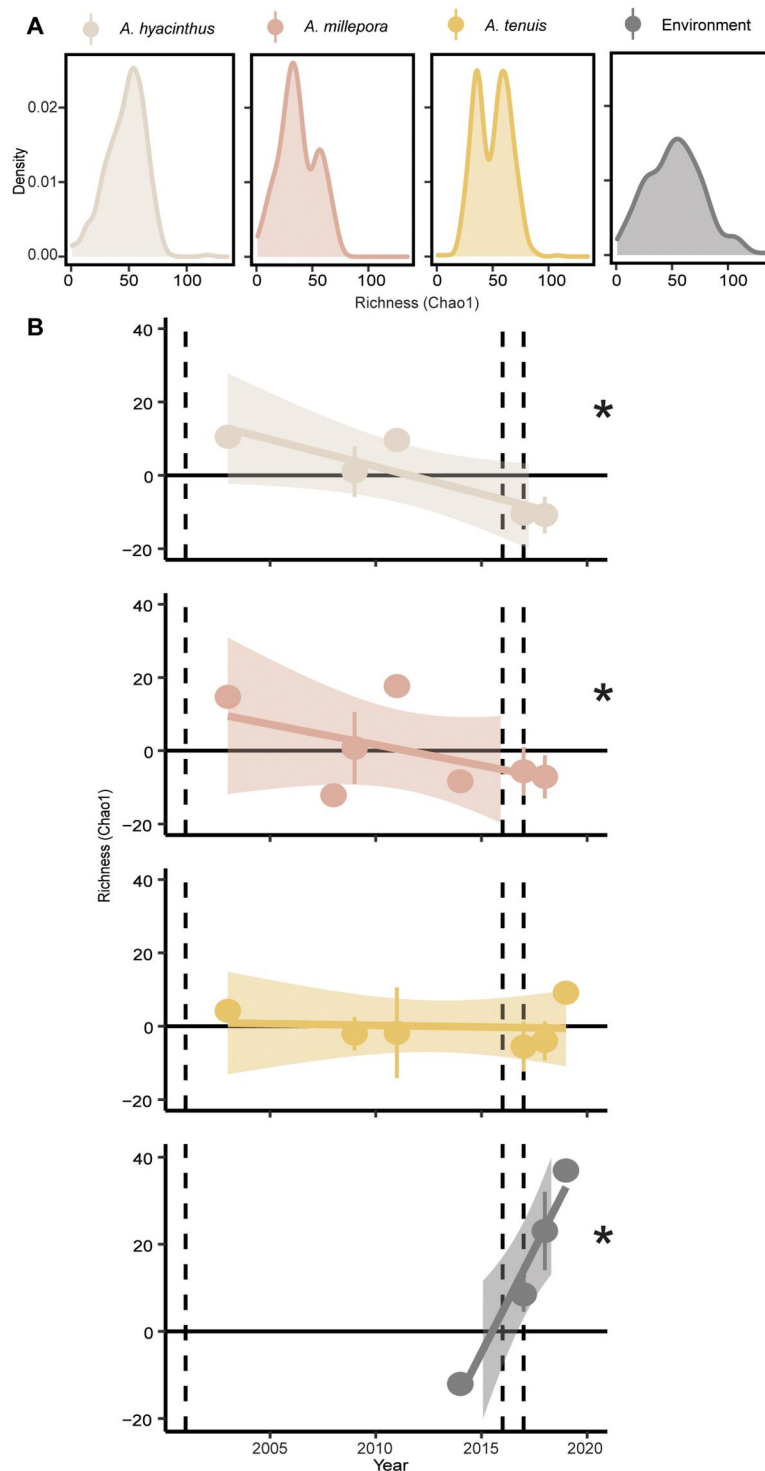 A
A. hyacinthus
A. millepora
A. tenuis
Environment
Density
0.02
0.01
0.00
0 50 100
0 50 100
0 50 100
0 50 100
Richness (Chao1)
B
Richness (Chao1)
40
20
0
−20
*
40
20
0
−20
*
40
20
0
−20
40
20
0
−20
*
2005 2010 2015 2020
Year